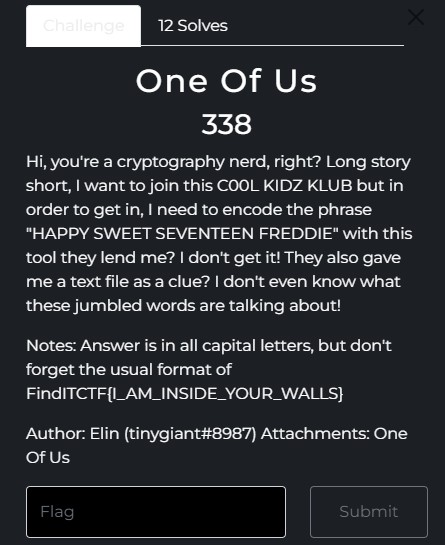 Challenge
12 Solves
One Of Us
338
Hi, you're a cryptography nerd, right? Long story
short, I want to join this C00L KIDZ KLUB but in
order to get in, I need to encode the phrase
"HAPPY SWEET SEVENTEEN FREDDIE" with this
tool they lend me? I don't get it! They also gave
me a text file as a clue? I don't even know what
these jumbled words are talking about!
Notes: Answer is in all capital letters, but don't
forget the usual format of
FindITCTF{I_AM_INSIDE_YOUR_WALLS}
Author: Elin (tinygiant#8987) Attachments: One
Of Us
Flag
Submit